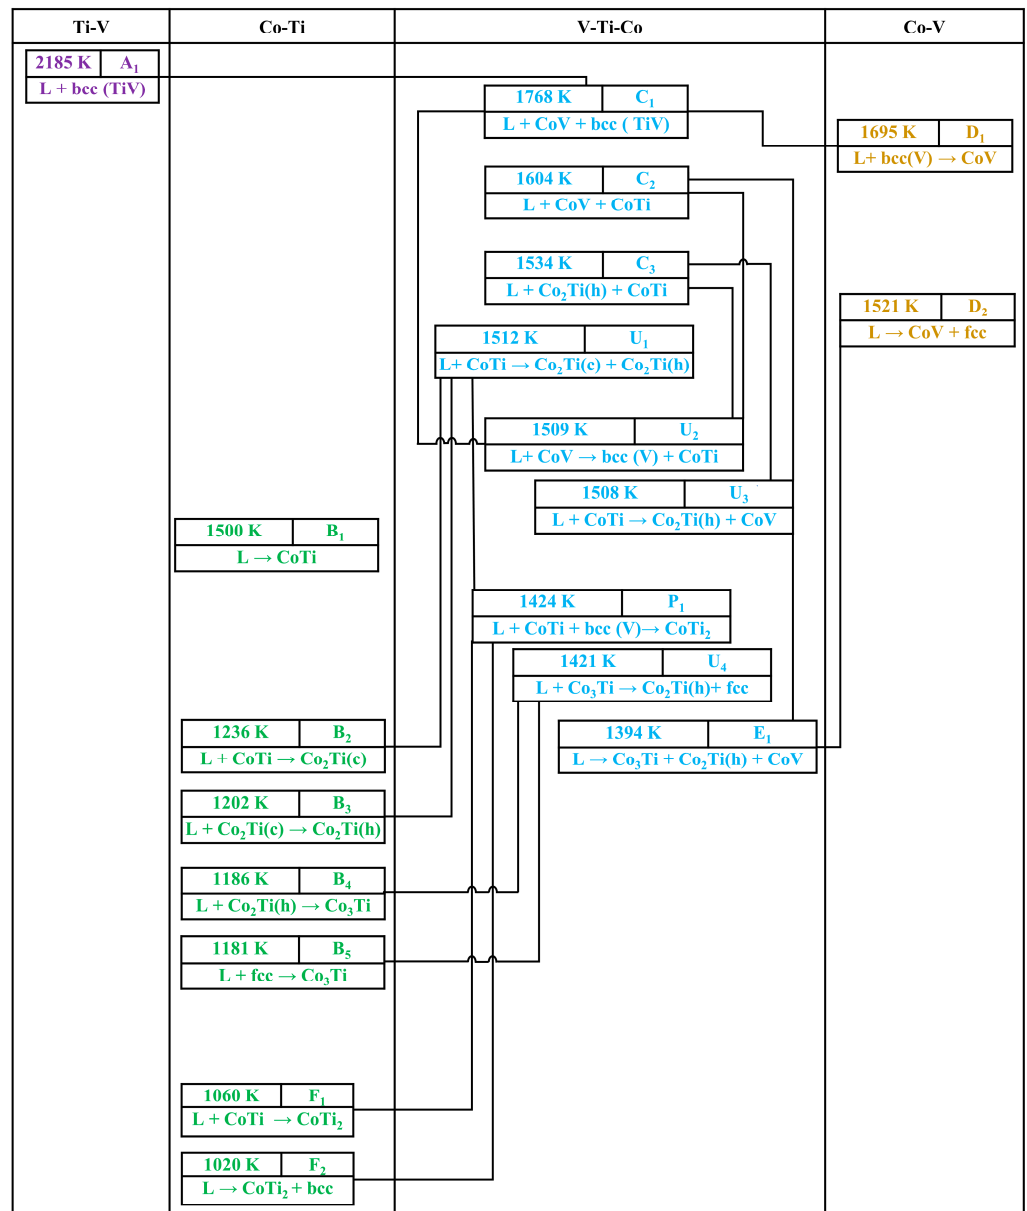 Ti-V
Co-Ti
V-Ti-Co
Co-V
2185 K A₁
L + bcc (TiV)
1768 K C₁
L + CoV + bcc ( TiV)
1695 K D₁
L+ bcc(V) → CoV
1604 K C₂
L + CoV + CoTi
1534 K C₃
L + Co₂Ti(h) + CoTi
1521 K D₂
L → CoV + fcc
1512 K U₁
L+ CoTi → Co₂Ti(c) + Co₂Ti(h)
1509 K U₂
L+ CoV → bcc (V) + CoTi
1508 K U₃
L + CoTi → Co₂Ti(h) + CoV
1500 K B₁
L → CoTi
1424 K P₁
L + CoTi + bcc (V)→ CoTi₂
1421 K U₄
L + Co₃Ti → Co₂Ti(h)+ fcc
1394 K E₁
L → Co₃Ti + Co₂Ti(h) + CoV
1236 K B₂
L + CoTi → Co₂Ti(c)
1202 K B₃
L + Co₂Ti(c) → Co₂Ti(h)
1186 K B₄
L + Co₂Ti(h) → Co₃Ti
1181 K B₅
L + fcc → Co₃Ti
1060 K F₁
L + CoTi → CoTi₂
1020 K F₂
L → CoTi₂ + bcc